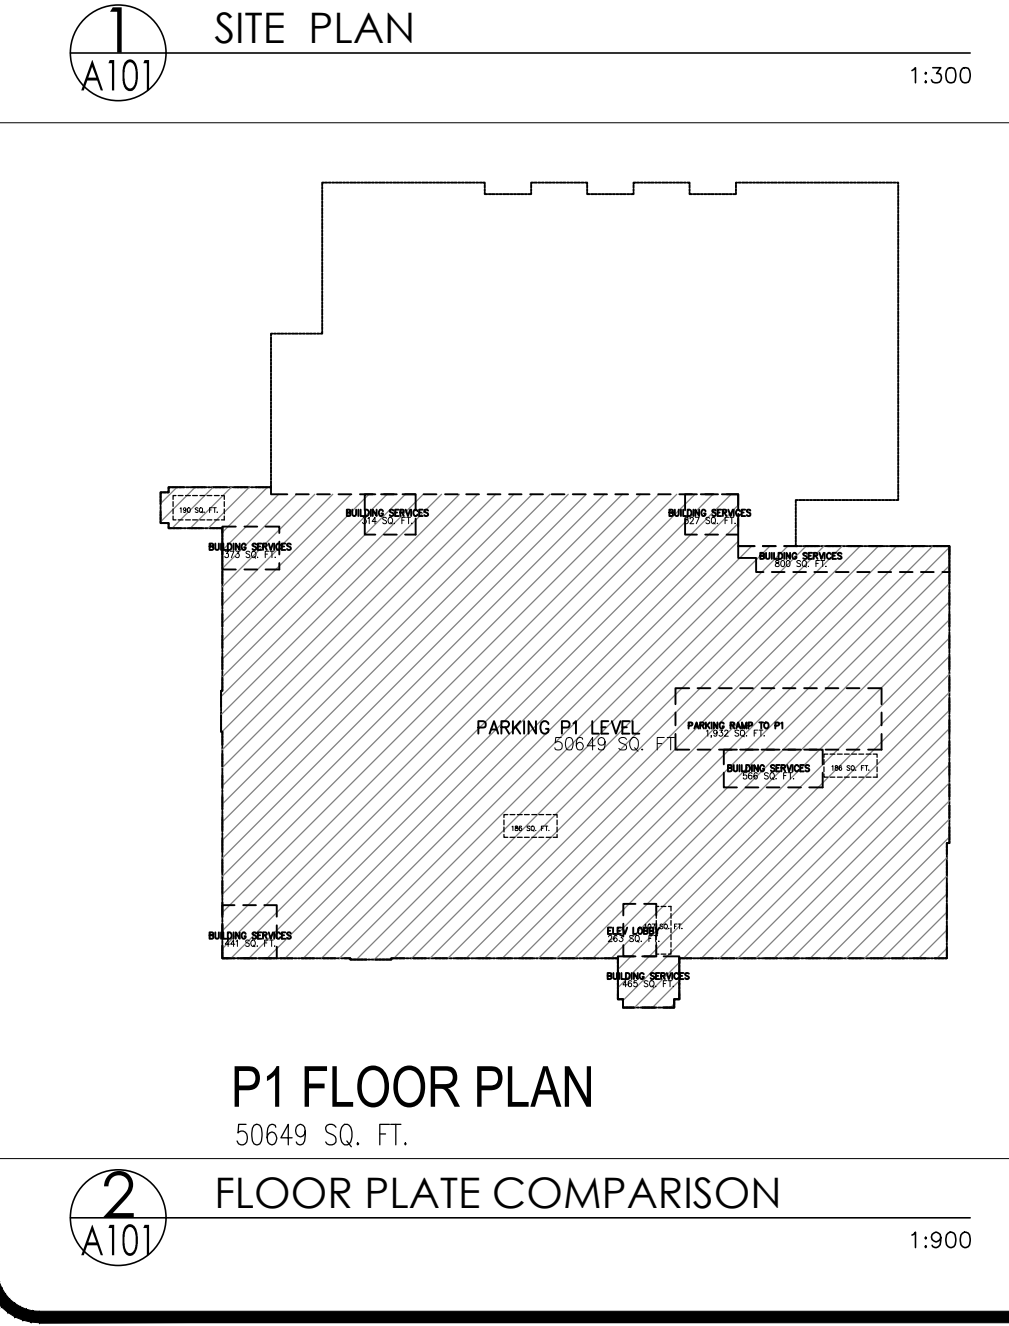 1
A101
SITE PLAN
1:300
190 SQ. FT.
BUILDING SERVICES
314 SQ. FT.
BUILDING SERVICES
327 SQ. FT.
BUILDING SERVICES
373 SQ. FT.
BUILDING SERVICES
800 SQ. FT.
PARKING P1 LEVEL
50649 SQ. FT
PARKING RAMP TO P1
1,932 SQ. FT.
BUILDING SERVICES
566 SQ. FT.
186 SQ. FT.
186 SQ. FT.
BUILDING SERVICES
441 SQ. FT.
ELEV LOBBY
263 SQ. FT.
SQ. FT.
BUILDING SERVICES
465 SQ. FT.
P1 FLOOR PLAN
50649 SQ. FT.
2
A101
FLOOR PLATE COMPARISON
1:900